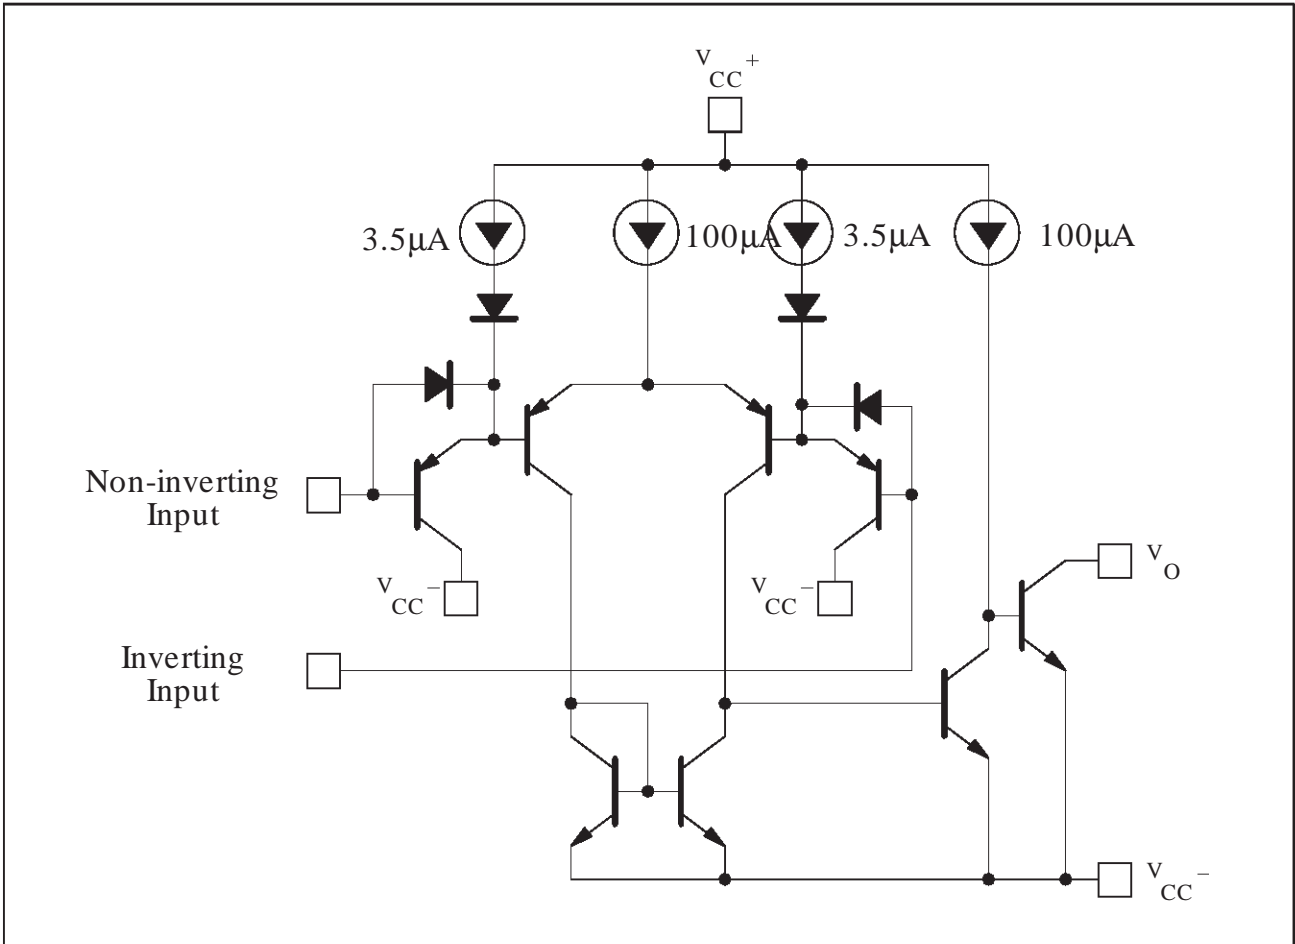 VCC+
3.5µA
100µA
3.5µA
100µA
Non-inverting
Input
VCC−
VCC−
VO
Inverting
Input
VCC−